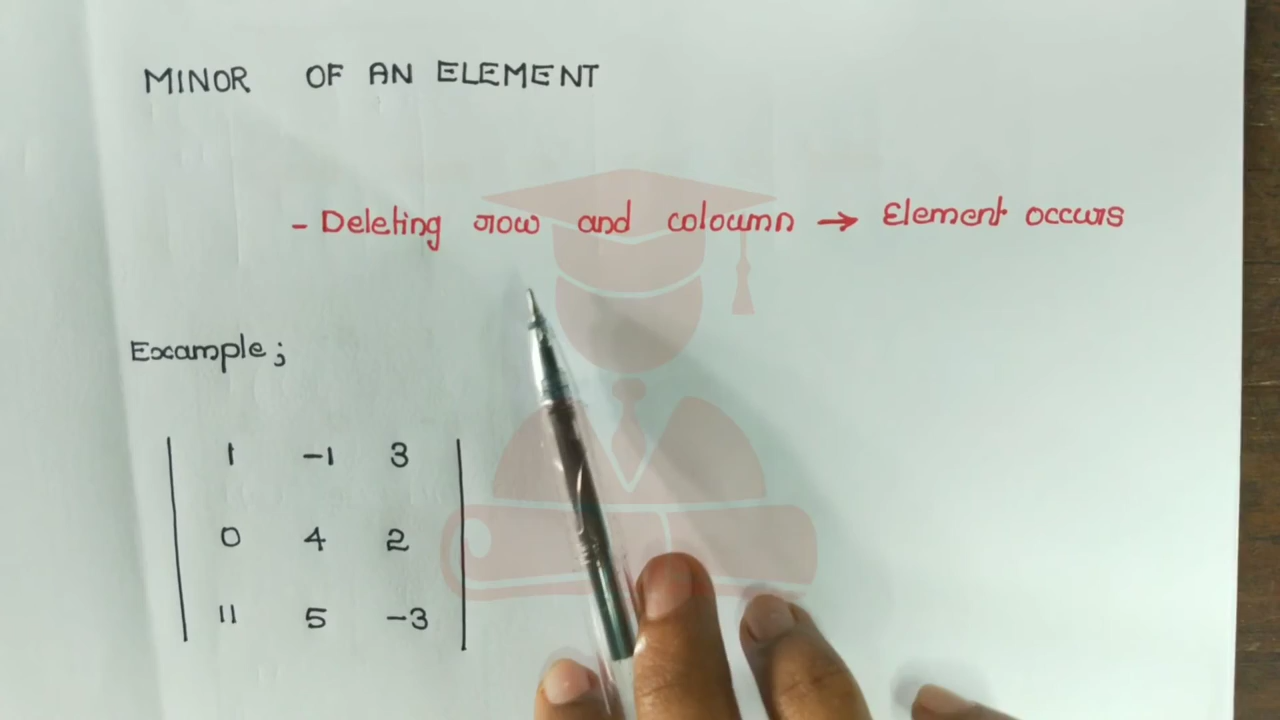 MINOR OF AN ELEMENT
- Deleting row and coloumn → Element occurs
Example;
1 -1 3
0 4 2
11 5 -3